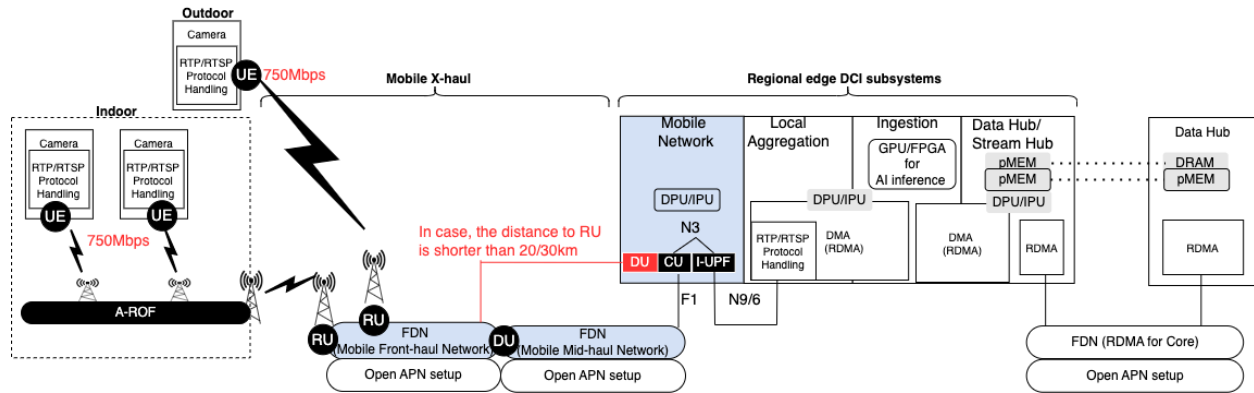 Outdoor
Camera
RTP/RTSP
Protocol
Handling
UE
750Mbps
Mobile X-haul
Regional edge DCI subsystems
Indoor
Camera
RTP/RTSP
Protocol
Handling
UE
Camera
RTP/RTSP
Protocol
Handling
UE
750Mbps
A-ROF
In case, the distance to RU
is shorter than 20/30km
RU
RU
FDN
(Mobile Front-haul Network)
Open APN setup
DU
FDN
(Mobile Mid-haul Network)
Open APN setup
Mobile
Network
DPU/IPU
N3
DU
CU
I-UPF
F1
N9/6
Local
Aggregation
DPU/IPU
RTP/RTSP
Protocol
Handling
DMA
(RDMA)
Ingestion
GPU/FPGA
for
AI inference
DMA
(RDMA)
Data Hub/
Stream Hub
pMEM
pMEM
DPU/IPU
RDMA
Data Hub
DRAM
pMEM
RDMA
FDN (RDMA for Core)
Open APN setup